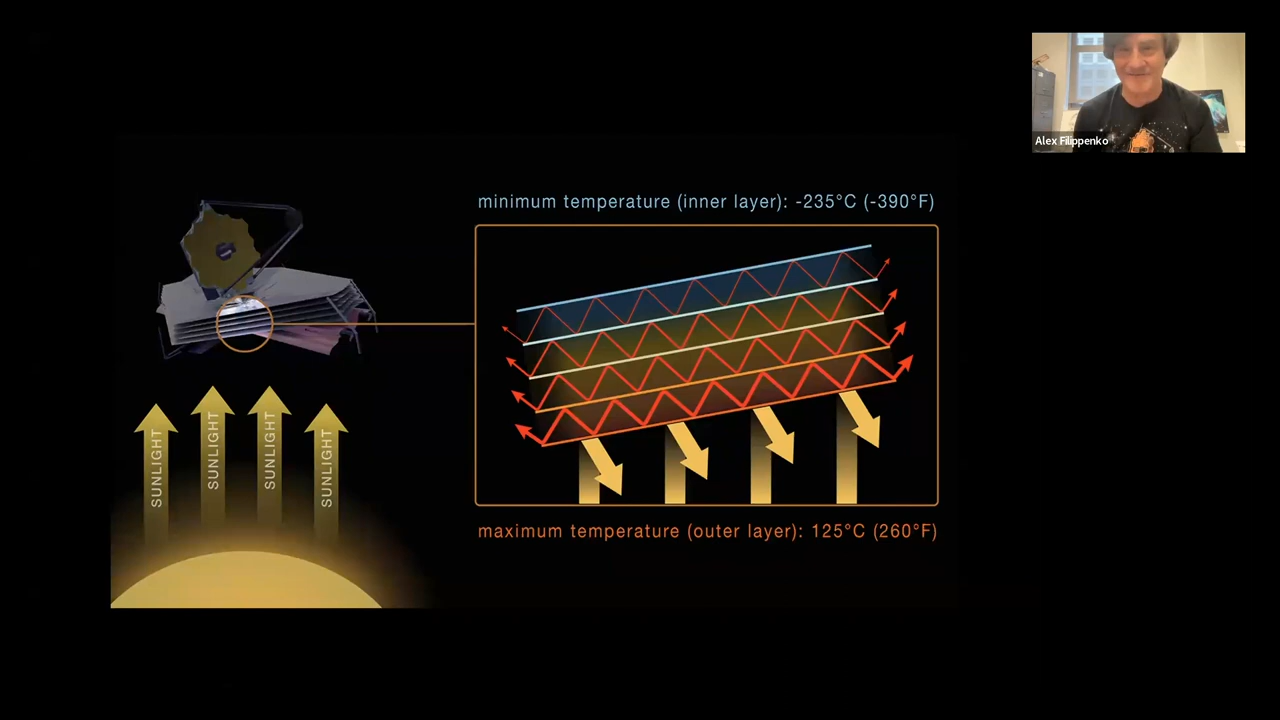 Alex Filippenko
minimum temperature (inner layer): -235°C (-390°F)
SUNLIGHT
SUNLIGHT
SUNLIGHT
SUNLIGHT
maximum temperature (outer layer): 125°C (260°F)